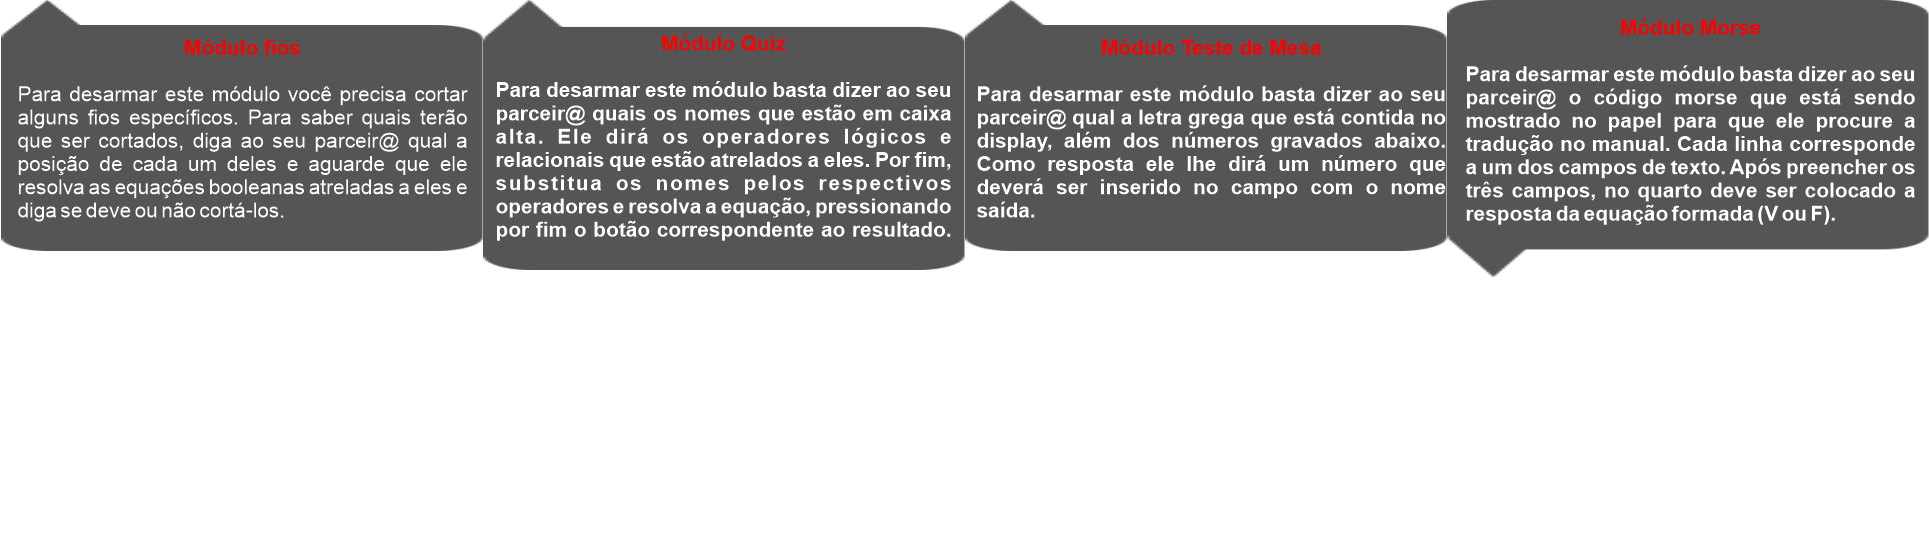 Módulo fios
Para desarmar este módulo você precisa cortar
alguns fios específicos. Para saber quais terão
que ser cortados, diga ao seu parceir@ qual a
posição de cada um deles e aguarde que ele
resolva as equações booleanas atreladas a eles e
diga se deve ou não cortá-los.
Módulo Quiz
Para desarmar este módulo basta dizer ao seu
parceir@ quais os nomes que estão em caixa
alta. Ele dirá os operadores lógicos e
relacionais que estão atrelados a eles. Por fim,
substitua os nomes pelos respectivos
operadores e resolva a equação, pressionando
por fim o botão correspondente ao resultado.
Módulo Teste de Mesa
Para desarmar este módulo basta dizer ao seu
parceir@ qual a letra grega que está contida no
display, além dos números gravados abaixo.
Como resposta ele lhe dirá um número que
deverá ser inserido no campo com o nome
saída.
Módulo Morse
Para desarmar este módulo basta dizer ao seu
parceir@ o código morse que está sendo
mostrado no papel para que ele procure a
tradução no manual. Cada linha corresponde
a um dos campos de texto. Após preencher os
três campos, no quarto deve ser colocado a
resposta da equação formada (V ou F).